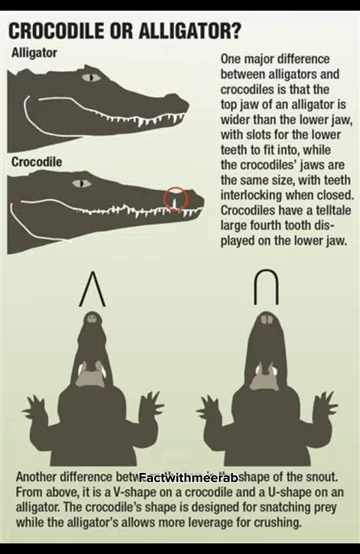 CROCODILE OR ALLIGATOR?
Alligator
One major difference
between alligators and
crocodiles is that the
top jaw of an alligator is
wider than the lower jaw,
with slots for the lower
teeth to fit into, while
the crocodiles' jaws are
the same size, with teeth
interlocking when closed.
Crocodiles have a telltale
large fourth tooth dis-
played on the lower jaw.
Crocodile
Another difference shape of the snout.
Factwithmeerab
From above, it is a V-shape on a crocodile and a U-shape on an
alligator. The crocodile's shape is designed for snatching prey
while the alligator's allows more leverage for crushing.